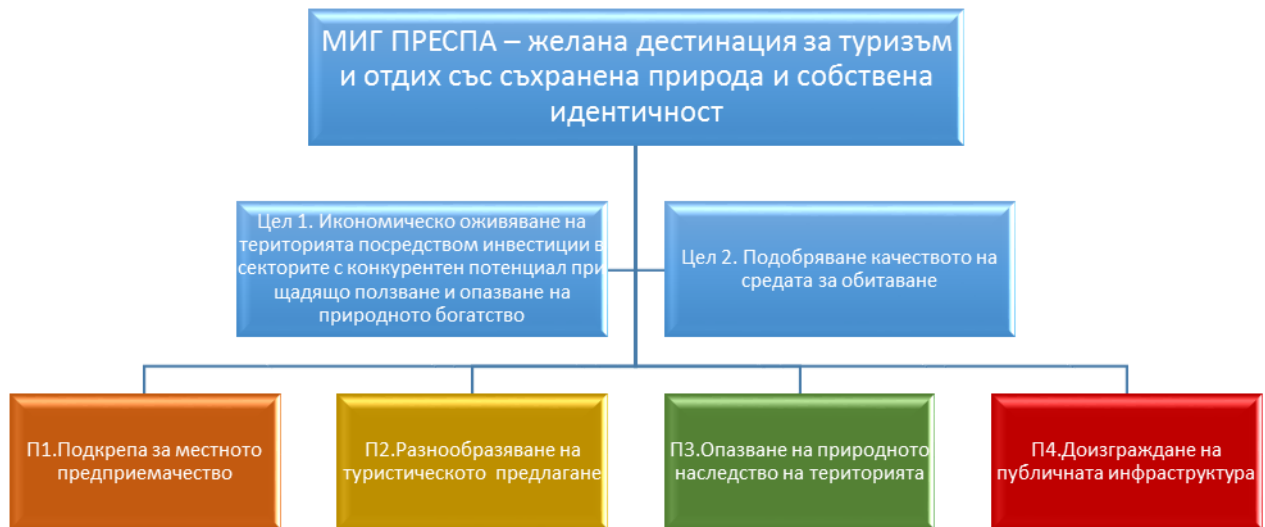 МИГ ПРЕСПА – желана дестинация за туризъм
и отдих със съхранена природа и собствена
идентичност
Цел 1. Икономическо оживяване на
територията посредством инвестиции в
секторите с конкурентен потенциал при
щадящо ползване и опазване на
природното богатство
Цел 2. Подобряване качеството на
средата за обитаване
П1.Подкрепа за местното
предприемачество
П2.Разнообразяване на
туристическото предлагане
П3.Опазване на природното
наследство на територията
П4.Доизграждане на
публичната инфраструктура